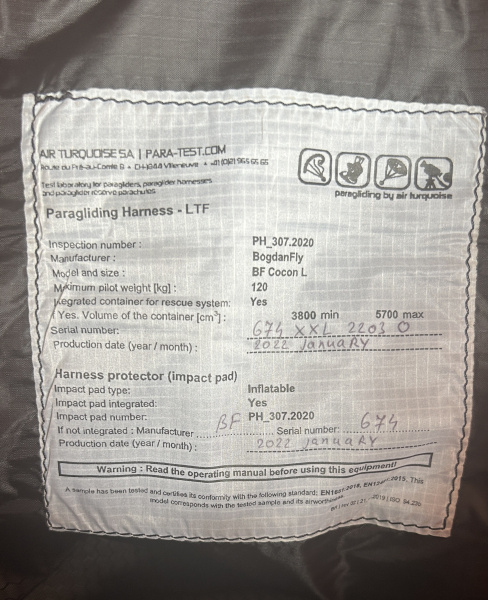 AIR TURQUOISE SA | PARA-TEST.COM
Route du Pré-au-Comte 8 • CH-1844 Villeneuve • +41 (0)21 965 65 65
Test laboratory for paragliders, paraglider harnesses
and paraglider reserve parachutes
paragliding by air turquoise
Paragliding Harness - LTF
Inspection number : PH_307.2020
Manufacturer : BogdanFly
Model and size : BF Cocon L
Maximum pilot weight [kg] : 120
Integrated container for rescue system: Yes
If Yes. Volume of the container [cm³] : 3800 min 5700 max
Serial number: 674 XXL 2203 O
Production date (year / month) : 2022 January
Harness protector (impact pad)
Impact pad type: Inflatable
Impact pad integrated: Yes
Impact pad number: PH_307.2020
If not integrated : Manufacturer BF Serial number: 674
Production date (year / month) : 2022 January
Warning : Read the operating manual before using this equipment!
A sample has been tested and certifies its conformity with the following standard: 2015. This
model corresponds with the tested sample and its